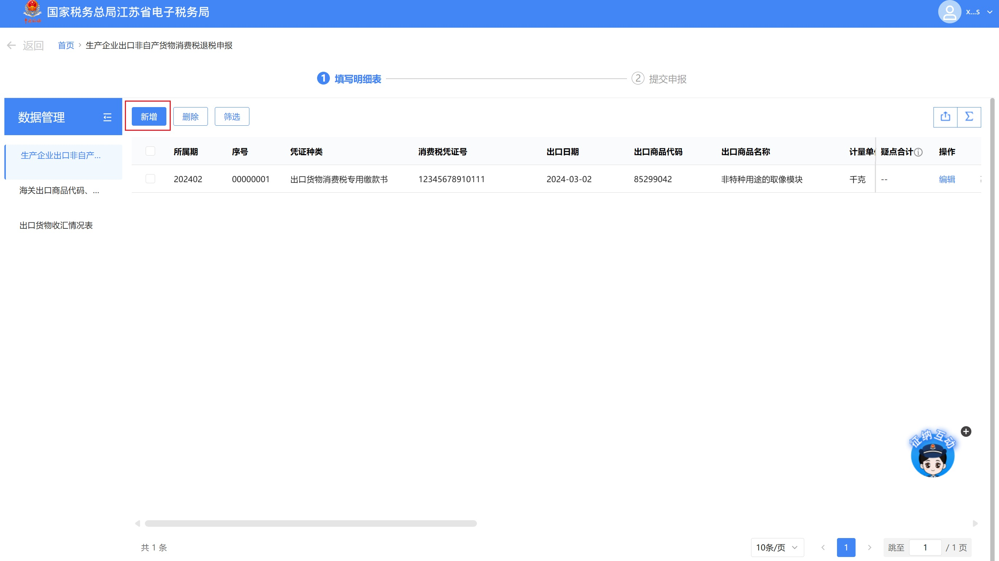 国家税务总局江苏省电子税务局
x...s
返回 首页 > 生产企业出口非自产货物消费税退税申报
1 填写明细表 2 提交申报
数据管理
新增 删除 筛选
生产企业出口非自产...
海关出口商品代码、...
出口货物收汇情况表
所属期 序号 凭证种类 消费税凭证号 出口日期 出口商品代码 出口商品名称 计量单 疑点合计 操作
202402 00000001 出口货物消费税专用缴款书 12345678910111 2024-03-02 85299042 非特种用途的取像模块 千克 -- 编辑
征纳互动
共 1 条
10条/页 1 跳至 1 / 1 页